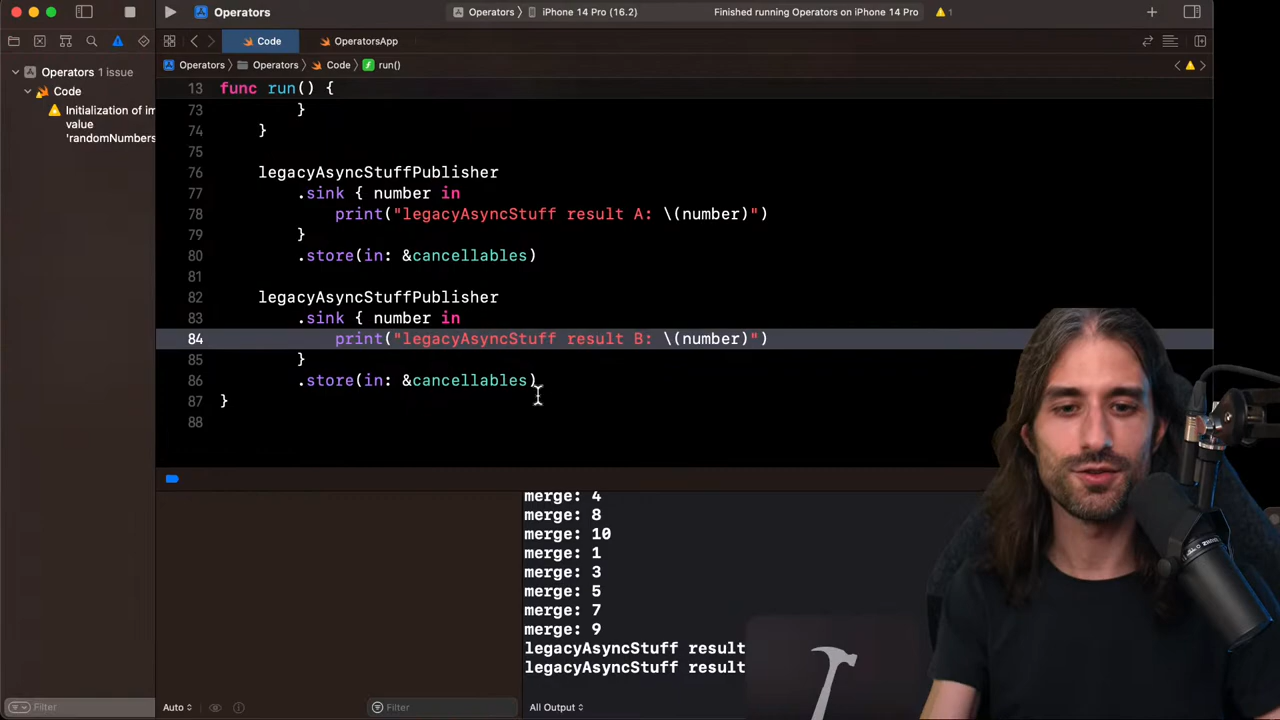 Operators
Operators
iPhone 14 Pro (16.2)
Finished running Operators on iPhone 14 Pro
1
Code
OperatorsApp
Operators
Operators
Code
run()
Operators 1 issue
Code
Initialization of im
value
'randomNumbers
13 func run() {
73 }
74 }
75
76 legacyAsyncStuffPublisher
77 .sink { number in
78 print("legacyAsyncStuff result A: \(number)")
79 }
80 .store(in: &cancellables)
81
82 legacyAsyncStuffPublisher
83 .sink { number in
84 print("legacyAsyncStuff result B: \(number)")
85 }
86 .store(in: &cancellables)
87 }
88
merge: 4
merge: 8
merge: 10
merge: 1
merge: 3
merge: 5
merge: 7
merge: 9
legacyAsyncStuff result
legacyAsyncStuff result
Filter
Auto
Filter
All Output